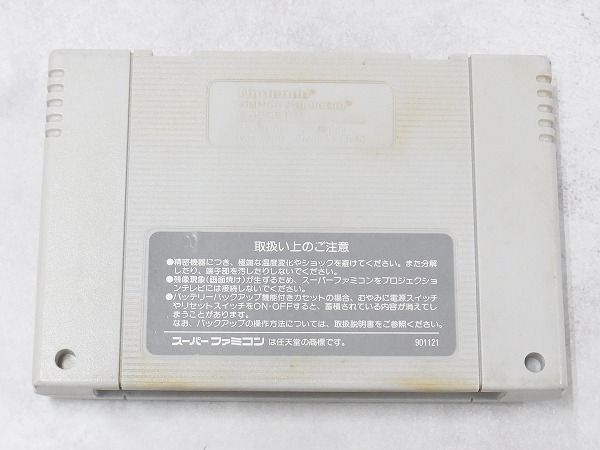 Nintendo®
取扱い上のご注意
●精密機器につき、極端な温度変化やショックを避けてください。また分解
したり、端子部を汚したりしないでください。
●残像現象(画面焼け)が生ずるため、スーパーファミコンをプロジェクション
テレビには接続しないでください。
●バッテリーバックアップ機能付きカセットの場合、むやみに電源スイッチ
やリセットスイッチをON・OFFすると、蓄積されている内容が消えてし
まうことがあります。
なお、バックアップの操作方法については、取扱説明書をご参照ください。
スーパーファミコン は任天堂の商標です。 901121